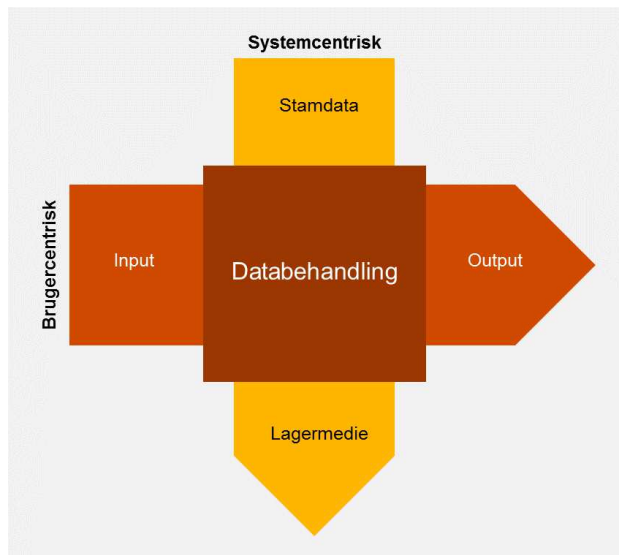 Systemcentrisk
Stamdata
Brugercentrisk
Input
Databehandling
Output
Lagermedie